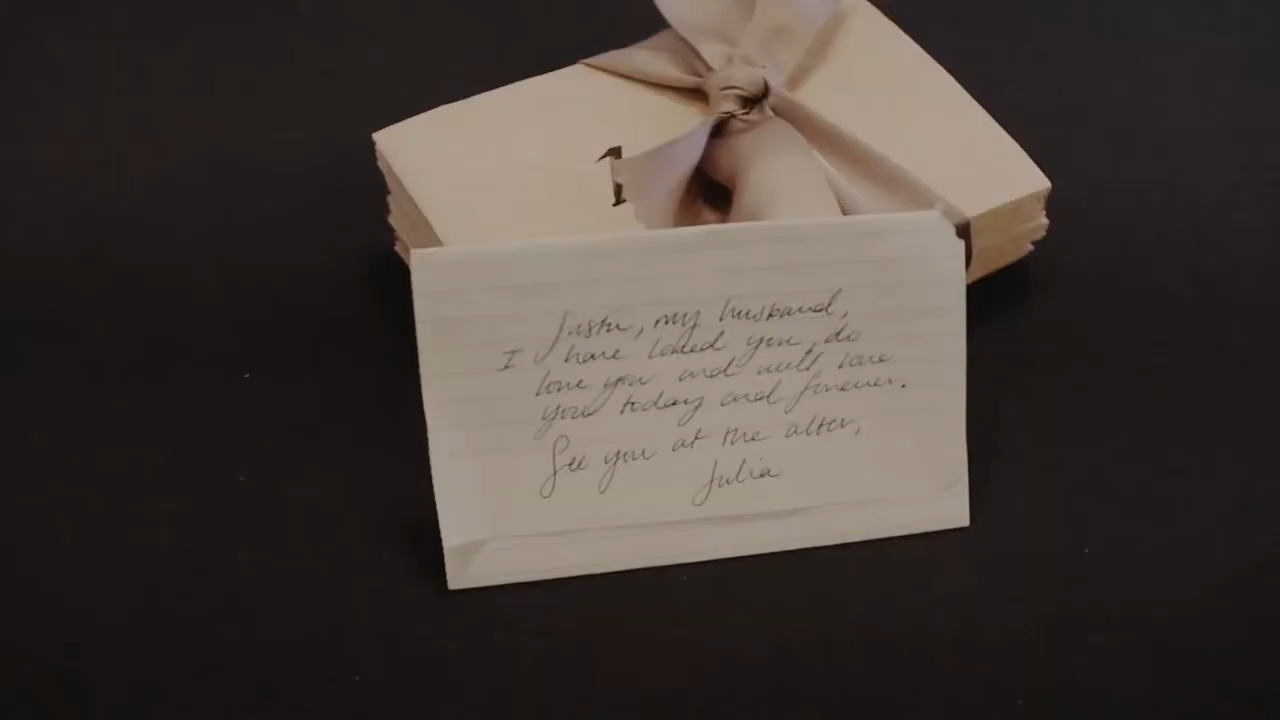 Justin, my husband,
I have loved you, do
love you and will love
you today and forever.
See you at the alter,
Julia